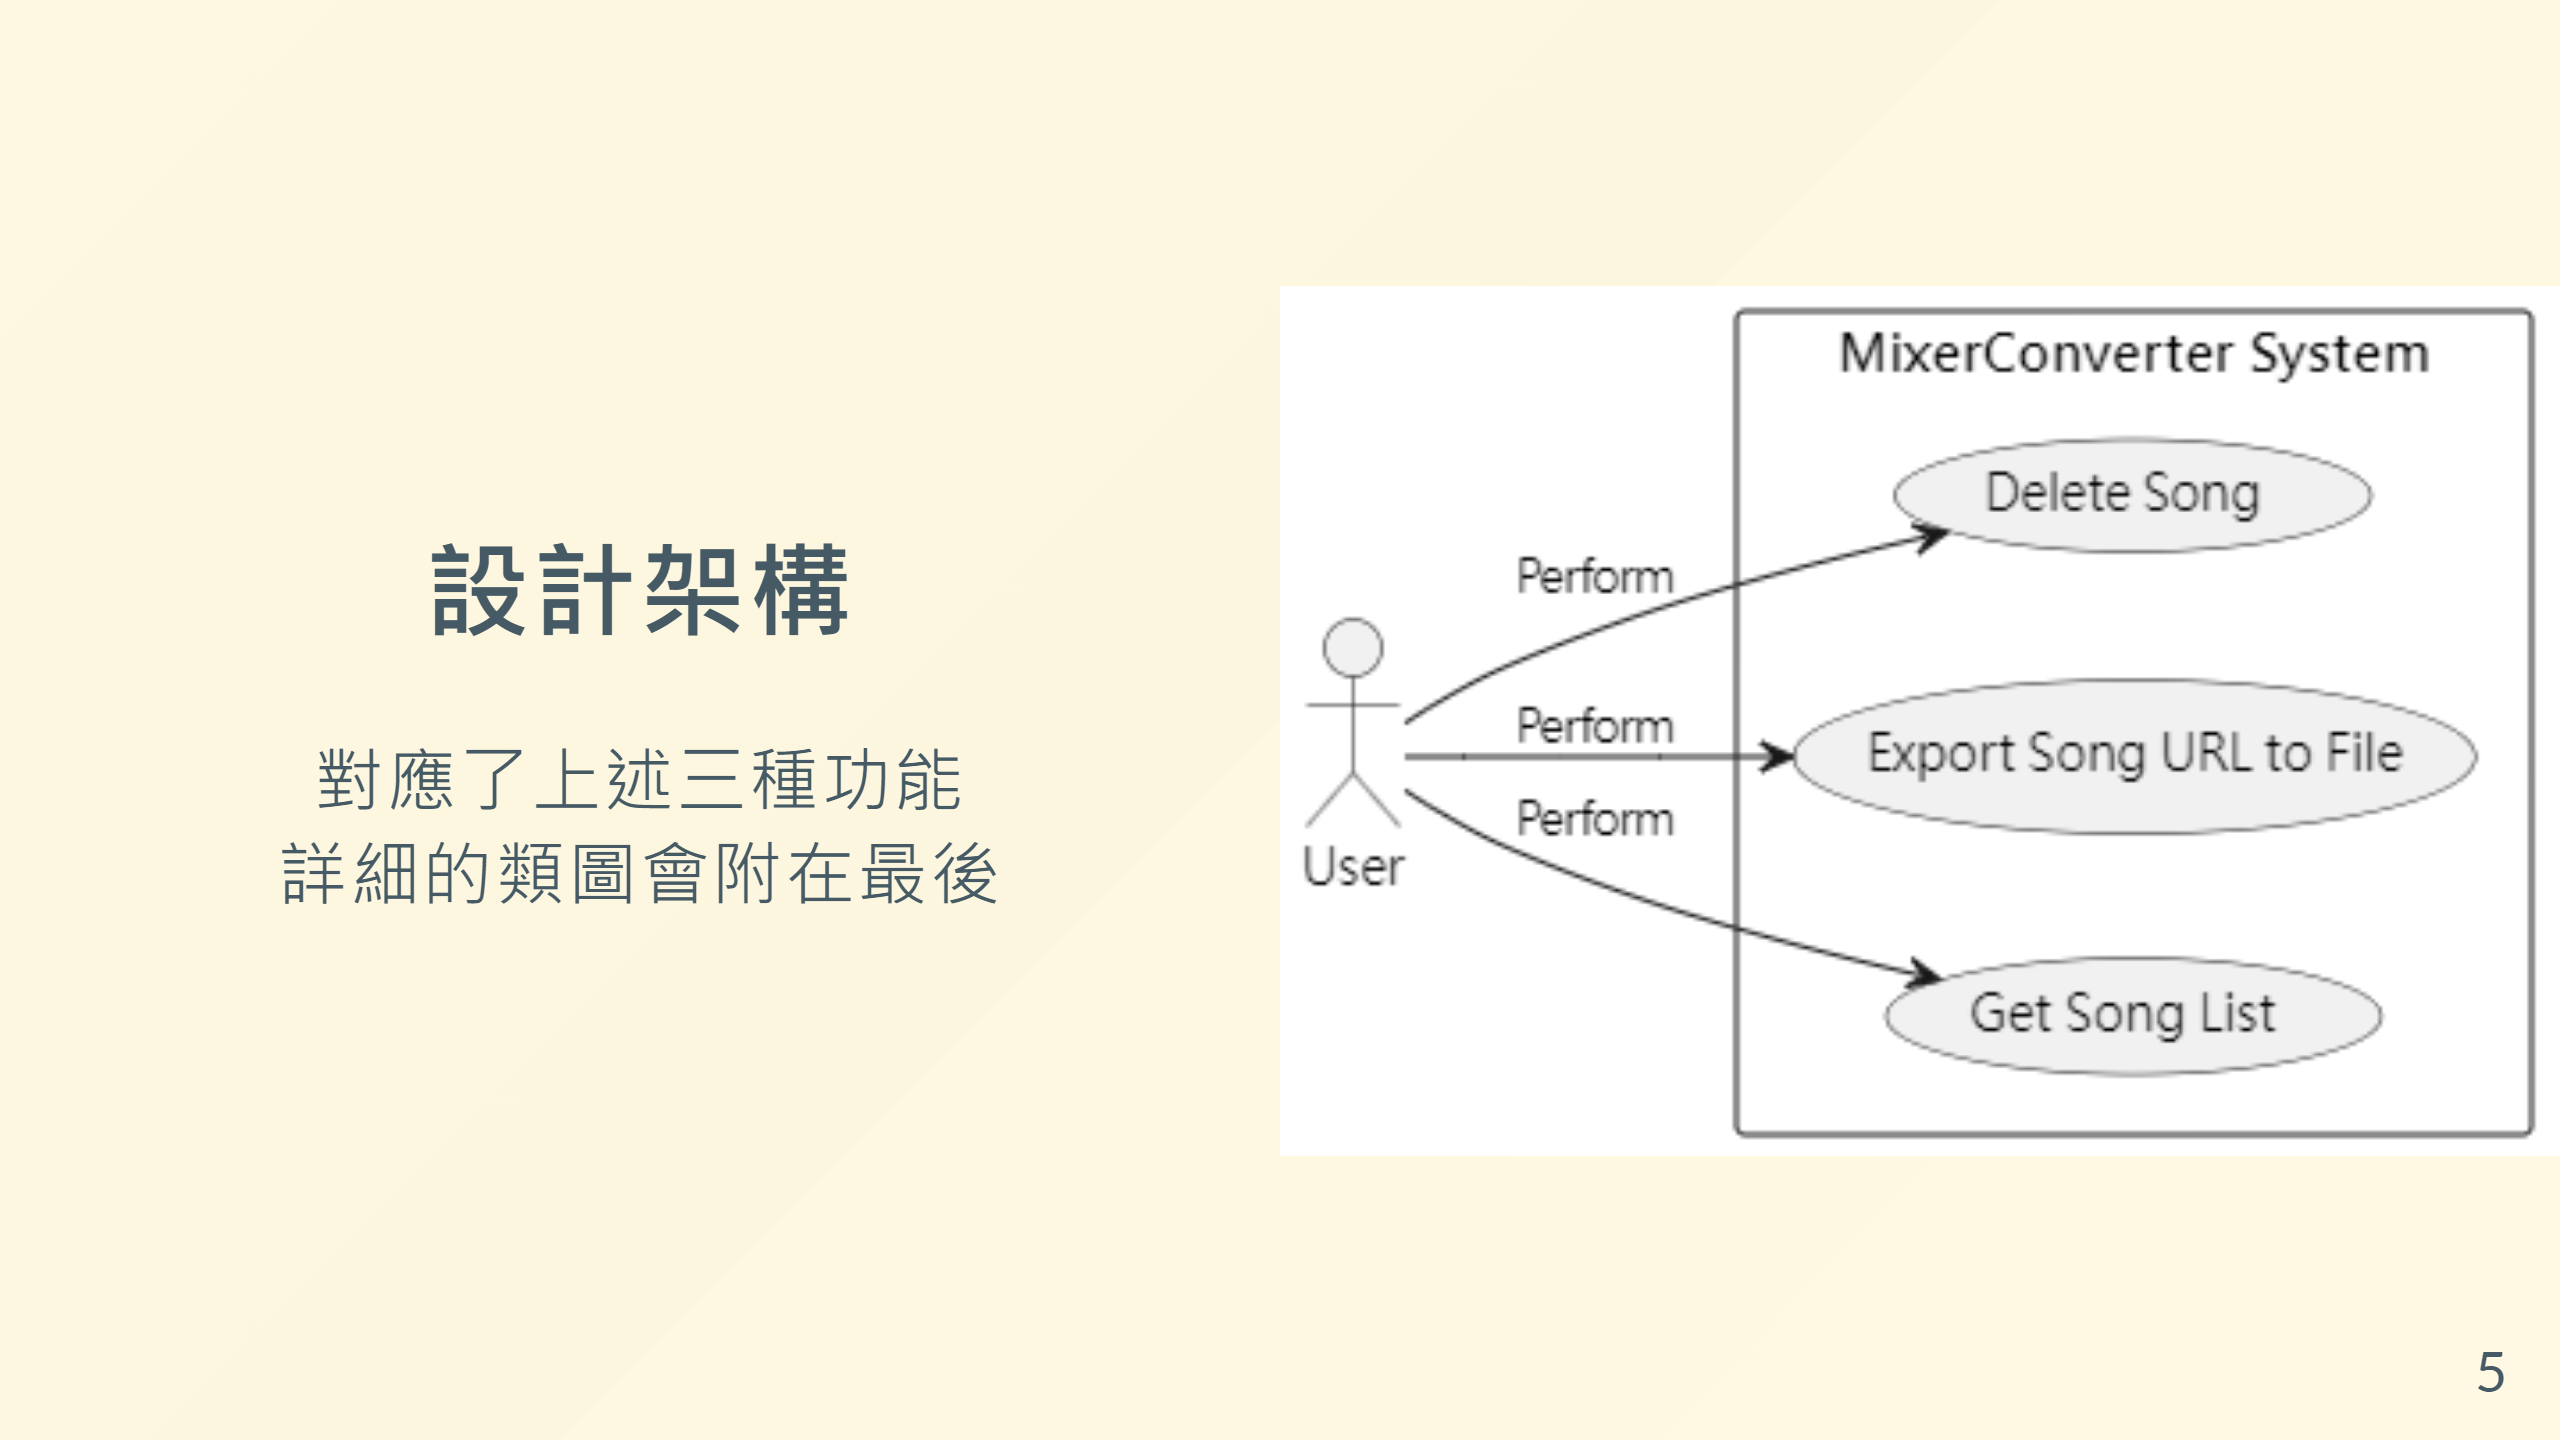 設計架構
對應了上述三種功能
詳細的類圖會附在最後
MixerConverter System
Delete Song
Perform
Perform
Export Song URL to File
Perform
User
Get Song List
5